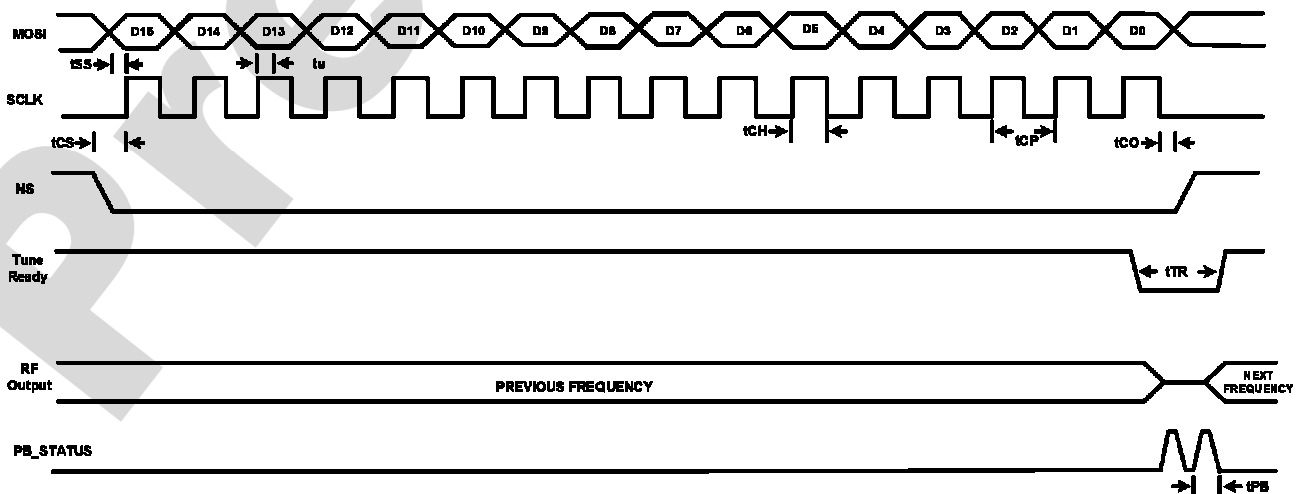 MOSI D15 D14 D13 D12 D11 D10 D9 D8 D7 D6 D5 D4 D3 D2 D1 D0
tSS tu
SCLK
tCS tCH tCP tCO
NS
Tune
Ready
tTR
RF
Output
PREVIOUS FREQUENCY
NEXT
FREQUENCY
PB_STATUS
tPB
Pre